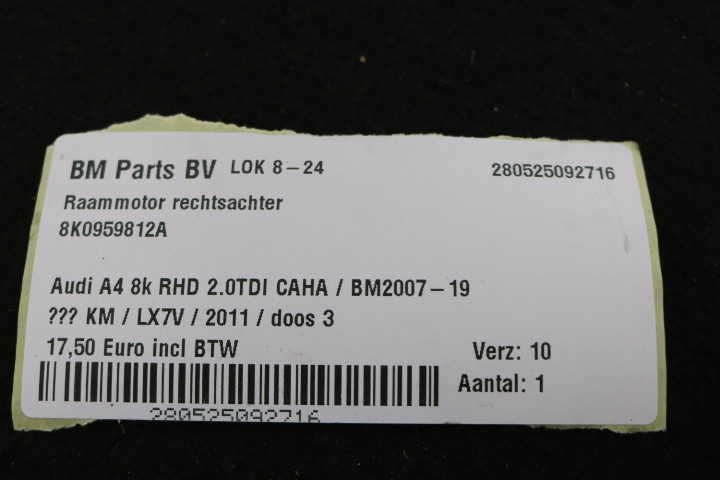 BM Parts BV LOK 8-24 280525092716
Raammotor rechtsachter
8K0959812A
Audi A4 8k RHD 2.0TDI CAHA / BM2007-19
??? KM / LX7V / 2011 / doos 3
17,50 Euro incl BTW Verz: 10
Aantal: 1
280525092716